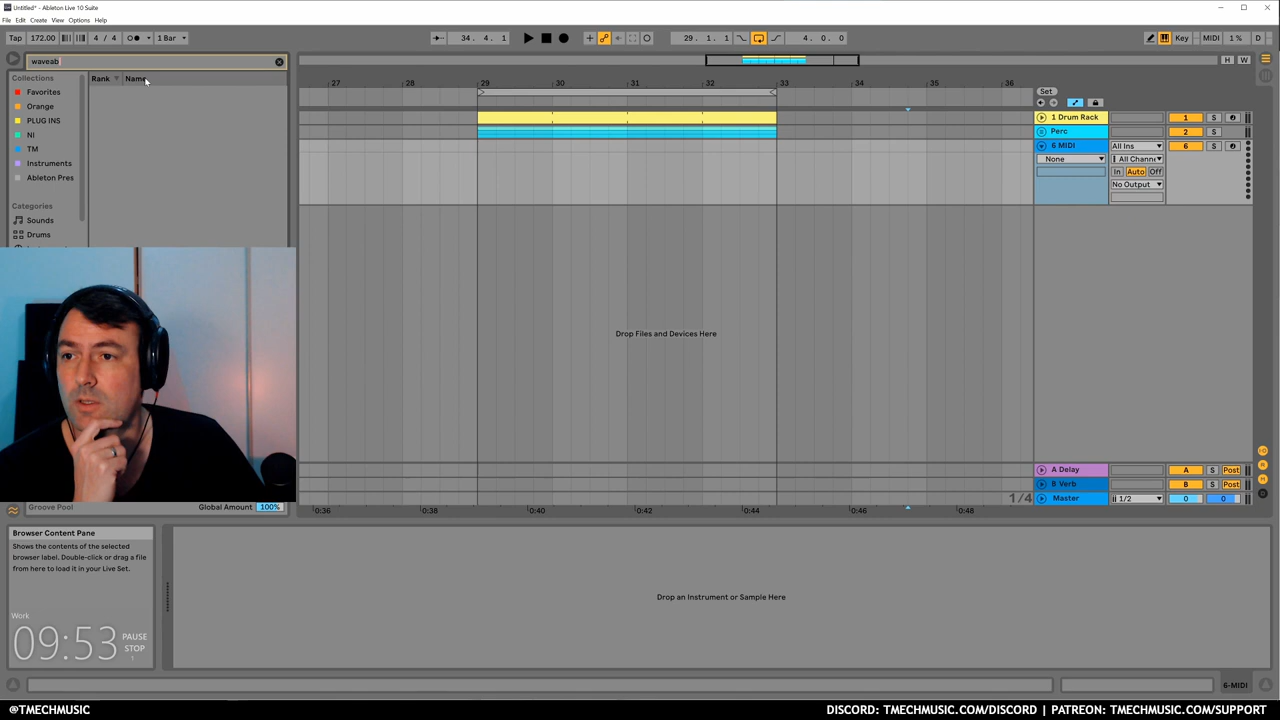 Untitled* - Ableton Live 10 Suite
File Edit Create View Options Help
Tap 172.00 4 / 4 1 Bar 34. 4. 1 29. 1. 1 4. 0. 0 Key MIDI 1 % D
waveab
Collections Rank Name
Favorites
Orange
PLUG INS
NI
TM
Instruments
Ableton Pres
Categories
Sounds
Drums
H W
27 28 29 30 31 32 33 34 35 36
Set
1 Drum Rack 1 S
Perc 2 S
6 MIDI All Ins 6 S
None All Channe
In Auto Off
No Output
Drop Files and Devices Here
A Delay A S Post
B Verb B S Post
1/4 Master 1/2 0 0
Groove Pool Global Amount 100%
0:36 0:38 0:40 0:42 0:44 0:46 0:48
Browser Content Pane
Shows the contents of the selected
browser label. Double-click or drag a file
from here to load it in your Live Set.
Drop an Instrument or Sample Here
Work
09:53 PAUSE
STOP
6-MIDI
@TMECHMUSIC DISCORD: TMECHMUSIC.COM/DISCORD | PATREON: TMECHMUSIC.COM/SUPPORT